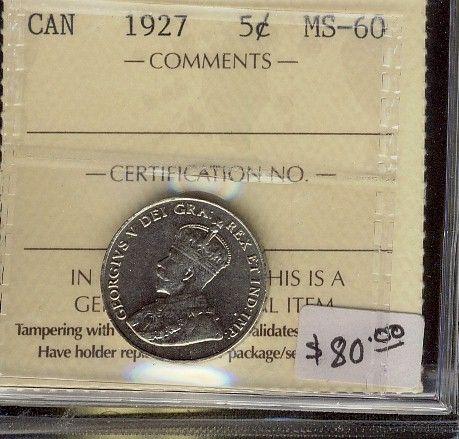 CAN 1927 5¢ MS-60
— COMMENTS —
— CERTIFICATION NO. —
GEORGIVS V DEI GRA: REX ET IND:IMP:
IN HIS IS A
GE L ITEM
Tampering with alidates
Have holder rep package/se
$80.00